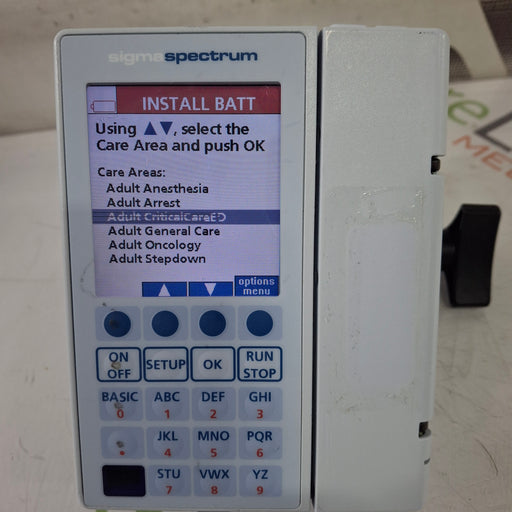 sigmaspectrum
INSTALL BATT
Using ▲▼, select the
Care Area and push OK
Care Areas:
Adult Anesthesia
Adult Arrest
Adult CriticalCareED
Adult General Care
Adult Oncology
Adult Stepdown
options
menu
ON
OFF
SETUP
OK
RUN
STOP
BASIC
0
ABC
1
DEF
2
GHI
3
.
JKL
4
MNO
5
PQR
6
STU
7
VWX
8
YZ
9